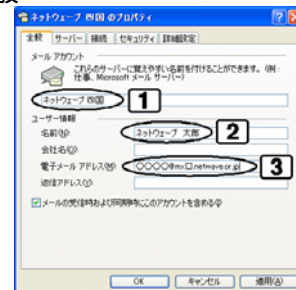 ネットウェーブ 四国 のプロパティ
全般 サーバー 接続 セキュリティ 詳細設定
メール アカウント
これらのサーバーに覚えやすい名前を付けることができます。(例:
仕事、Microsoft メール サーバー)
ネットウェーブ 四国 1
ユーザー情報
名前(N): ネットウェーブ 太郎 2
会社名(O):
電子メール アドレス(M): 〇〇〇〇@mx□.netwave.or.jp 3
返信アドレス(Y):
メールの受信時および同期時にこのアカウントを含める(I)
OK キャンセル 適用(A)